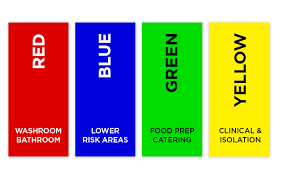 RED
WASHROOM
BATHROOM
BLUE
LOWER
RISK AREAS
GREEN
FOOD PREP
CATERING
YELLOW
CLINICAL &
ISOLATION